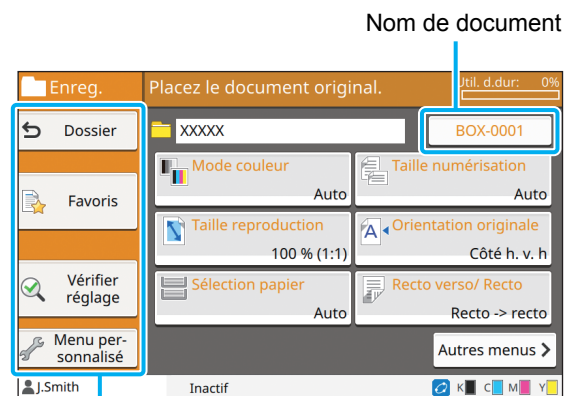 Nom de document
Enreg.
Placez le document original.
Util. d.dur: 0%
Dossier
XXXXX
BOX-0001
Favoris
Mode couleur
Auto
Taille numérisation
Auto
Taille reproduction
100 % (1:1)
A
Orientation originale
Côté h. v. h
Vérifier
réglage
Sélection papier
Auto
Recto verso/ Recto
Recto -> recto
Menu per-
sonnalisé
Autres menus
J.Smith
Inactif
K C M Y